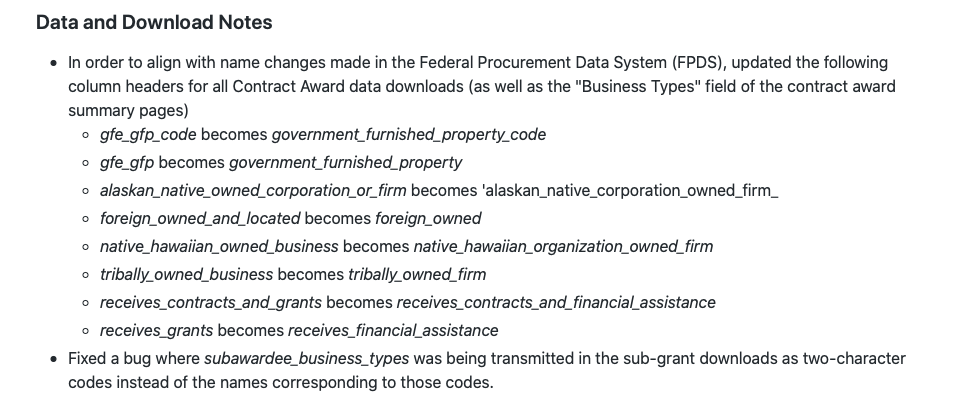 Data and Download Notes
• In order to align with name changes made in the Federal Procurement Data System (FPDS), updated the following
column headers for all Contract Award data downloads (as well as the "Business Types" field of the contract award
summary pages)
◦ gfe_gfp_code becomes government_furnished_property_code
◦ gfe_gfp becomes government_furnished_property
◦ alaskan_native_owned_corporation_or_firm becomes 'alaskan_native_corporation_owned_firm_
◦ foreign_owned_and_located becomes foreign_owned
◦ native_hawaiian_owned_business becomes native_hawaiian_organization_owned_firm
◦ tribally_owned_business becomes tribally_owned_firm
◦ receives_contracts_and_grants becomes receives_contracts_and_financial_assistance
◦ receives_grants becomes receives_financial_assistance
• Fixed a bug where subawardee_business_types was being transmitted in the sub-grant downloads as two-character
codes instead of the names corresponding to those codes.